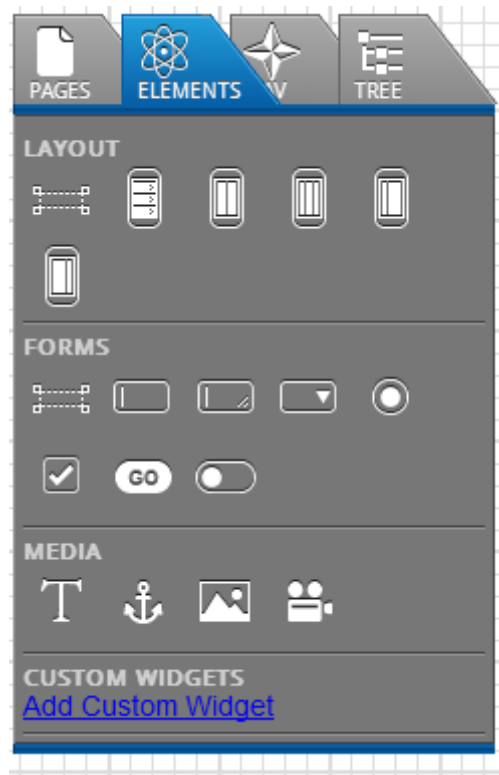 PAGES
ELEMENTS
V
TREE
LAYOUT
FORMS
GO
MEDIA
T
CUSTOM WIDGETS
Add Custom Widget